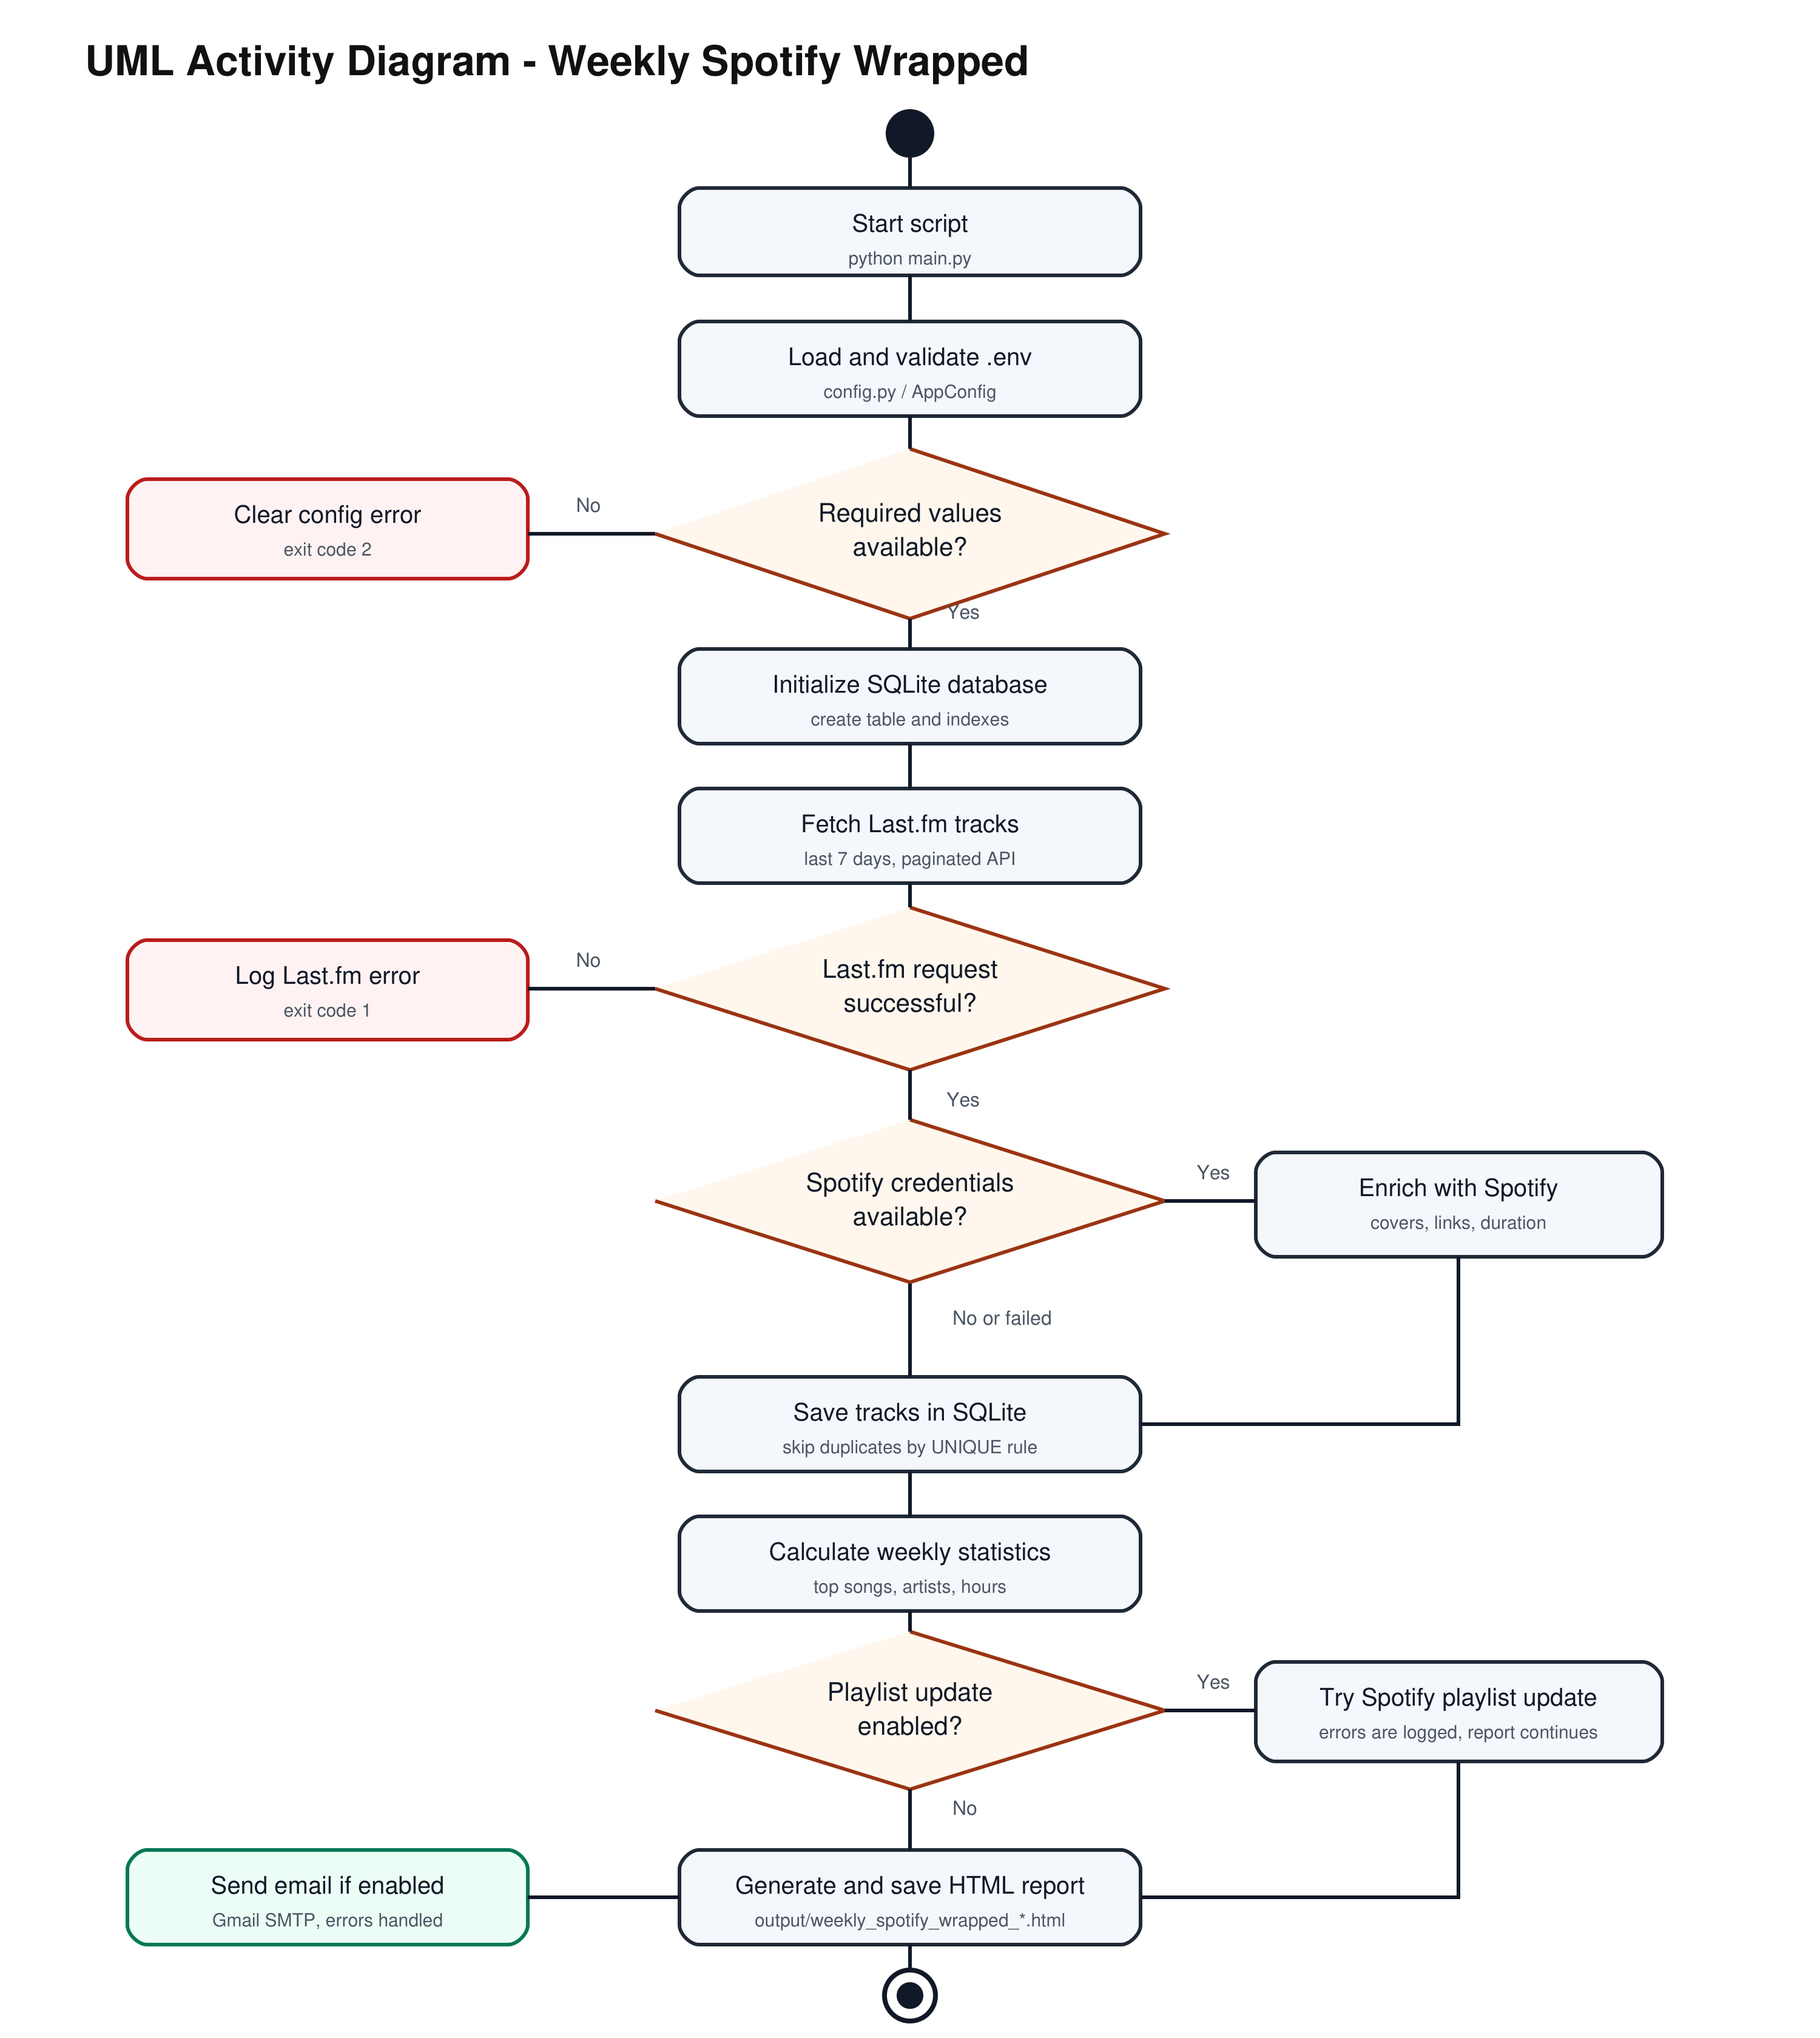 UML Activity Diagram - Weekly Spotify Wrapped
Start script
python main.py
Load and validate .env
config.py / AppConfig
Required values
available?
No
Clear config error
exit code 2
Yes
Initialize SQLite database
create table and indexes
Fetch Last.fm tracks
last 7 days, paginated API
Last.fm request
successful?
No
Log Last.fm error
exit code 1
Yes
Spotify credentials
available?
Yes
Enrich with Spotify
covers, links, duration
No or failed
Save tracks in SQLite
skip duplicates by UNIQUE rule
Calculate weekly statistics
top songs, artists, hours
Playlist update
enabled?
Yes
Try Spotify playlist update
errors are logged, report continues
No
Send email if enabled
Gmail SMTP, errors handled
Generate and save HTML report
output/weekly_spotify_wrapped_*.html